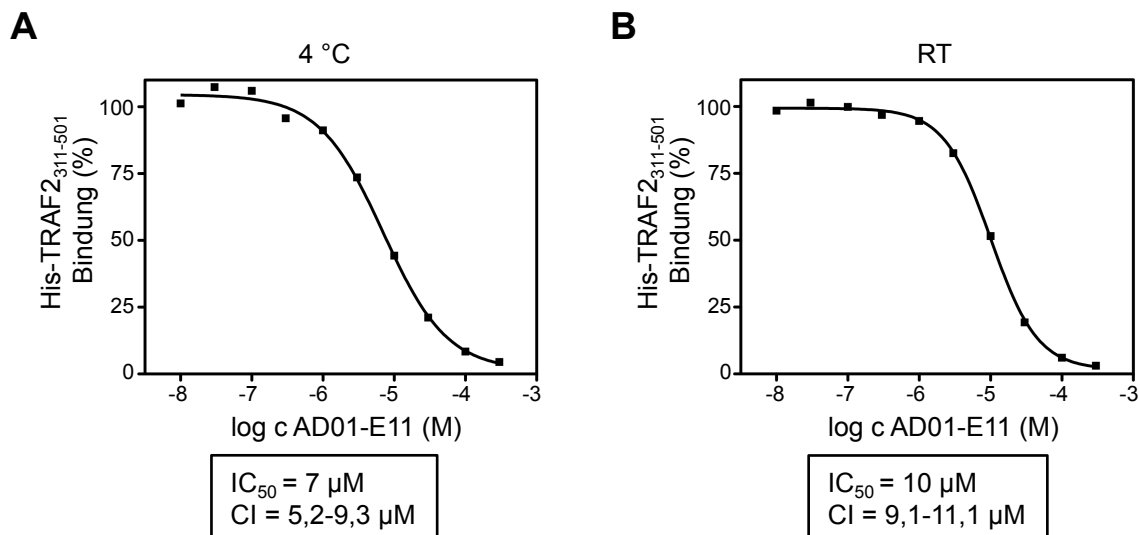 A
4 °C
His-TRAF2311-501
Bindung (%)
100
75
50
25
0
-8
-7
-6
-5
-4
-3
log c AD01-E11 (M)
IC50 = 7 µM
CI = 5,2-9,3 µM
B
RT
His-TRAF2311-501
Bindung (%)
100
75
50
25
0
-8
-7
-6
-5
-4
-3
log c AD01-E11 (M)
IC50 = 10 µM
CI = 9,1-11,1 µM